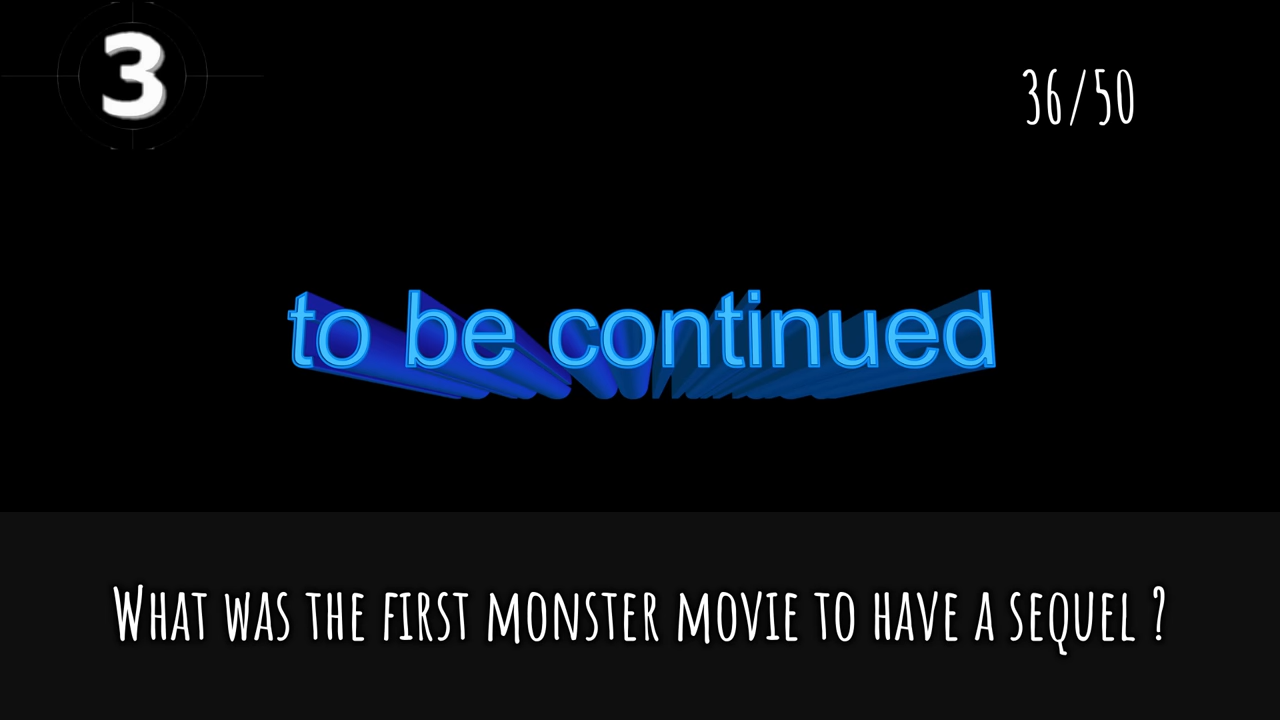 3
36/50
to be continued
What was the first monster movie to have a sequel ?